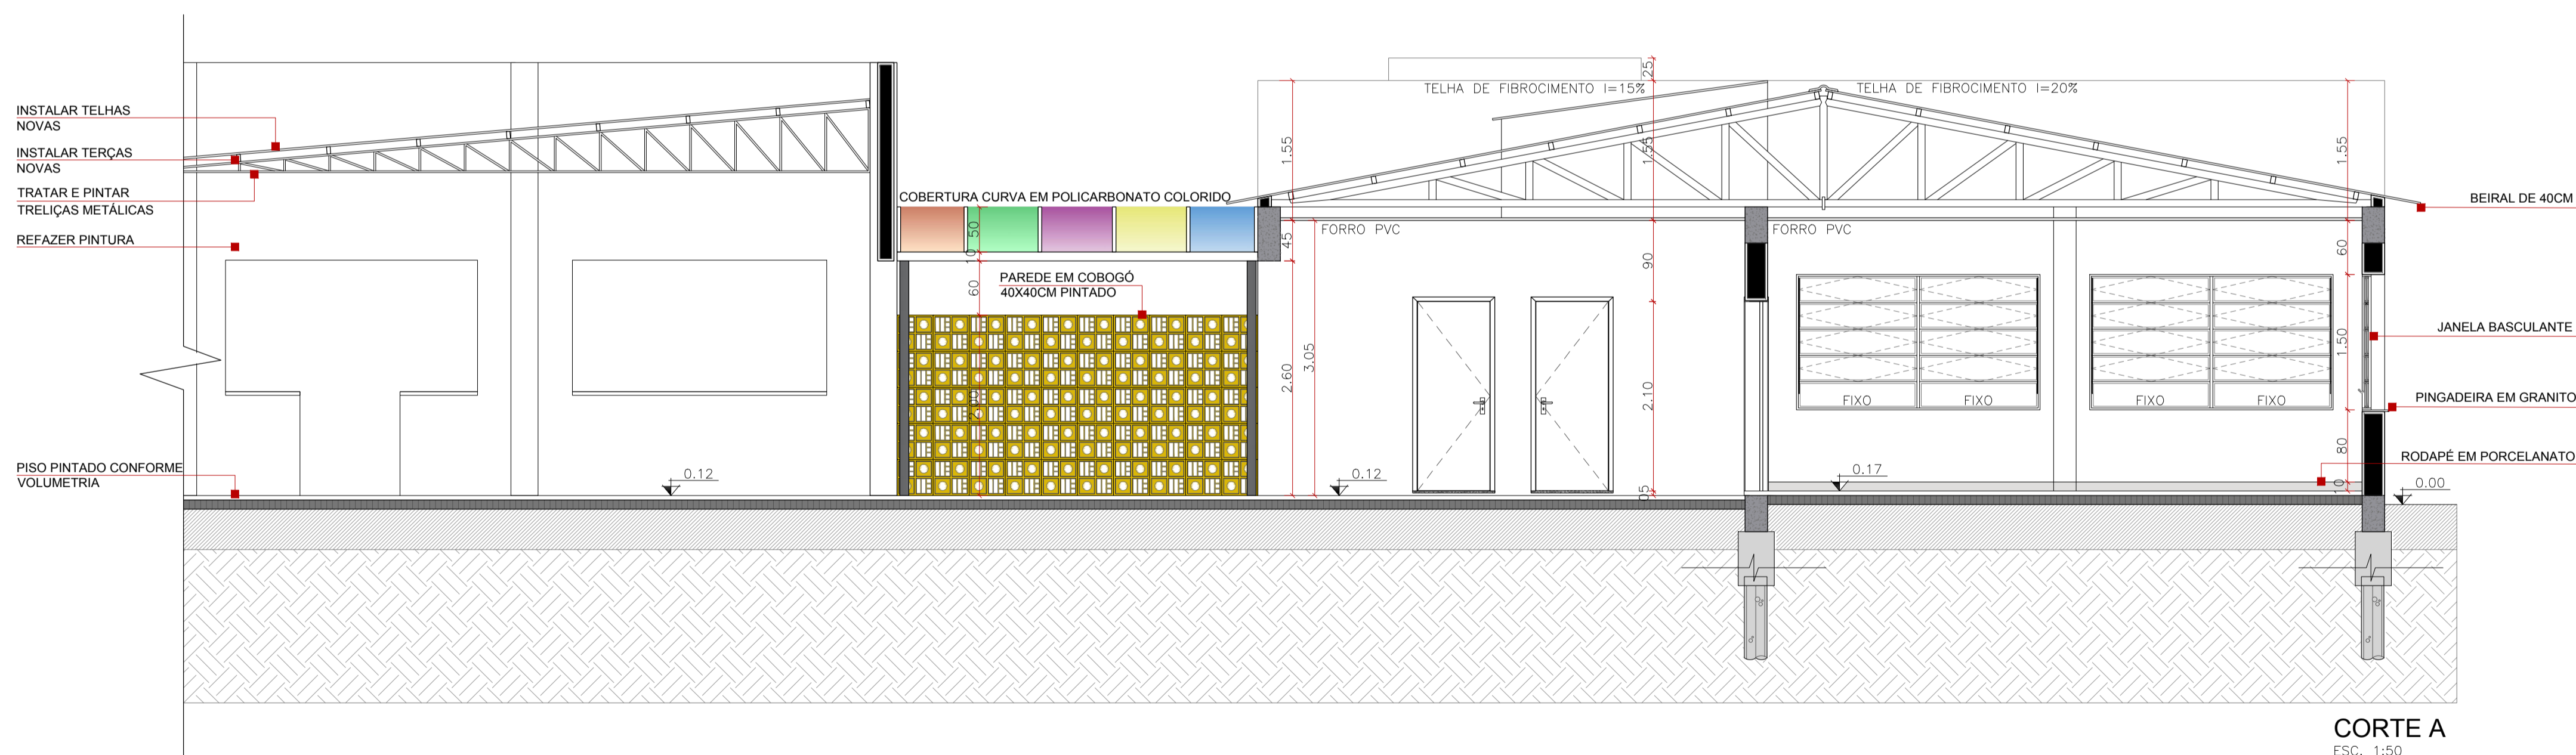 INSTALAR TELHAS
NOVAS
INSTALAR TERÇAS
NOVAS
TRATAR E PINTAR
TRELIÇAS METÁLICAS
REFAZER PINTURA
PISO PINTADO CONFORME
VOLUMETRIA
0.12
COBERTURA CURVA EM POLICARBONATO COLORIDO
50
10
60
2.00
PAREDE EM COBOGÓ
40X40CM PINTADO
1.55
45
2.60
3.05
TELHA DE FIBROCIMENTO I=15%
FORRO PVC
0.12
25
1.55
90
2.10
05
TELHA DE FIBROCIMENTO I=20%
FORRO PVC
FIXO
FIXO
FIXO
FIXO
0.17
1.55
60
1.50
80
10
BEIRAL DE 40CM
JANELA BASCULANTE
PINGADEIRA EM GRANITO
RODAPÉ EM PORCELANATO
0.00
CORTE A
ESC. 1:50